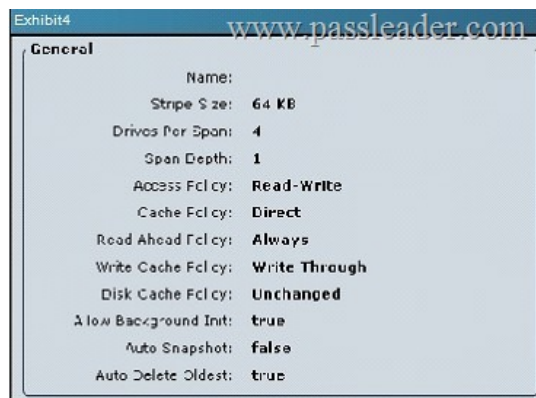 Exhibit4
www.passleader.com
General
Name:
Stripe Size: 64 KB
Drives Per Span: 4
Span Depth: 1
Access Policy: Read-Write
Cache Policy: Direct
Read Ahead Policy: Always
Write Cache Policy: Write Through
Disk Cache Policy: Unchanged
Allow Background Init: true
Auto Snapshot: false
Auto Delete Oldest: true